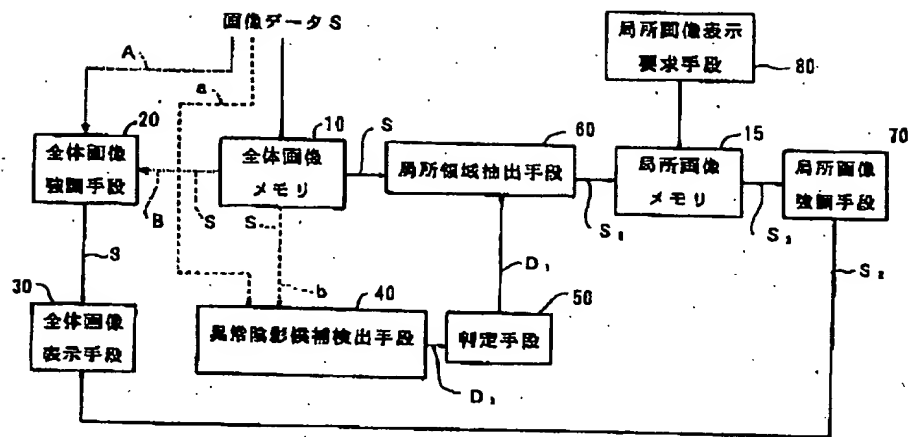 画像データS
局所画像表示
要求手段
80
A
a
20
10
S
60
15
70
全体画像
強調手段
全体画像
メモリ
局所領域抽出手段
局所画像
メモリ
局所画像
強調手段
B
S
S
S
b
D₁
S₂
30
40
50
全体画像
表示手段
異常陰影候補検出手段
判定手段